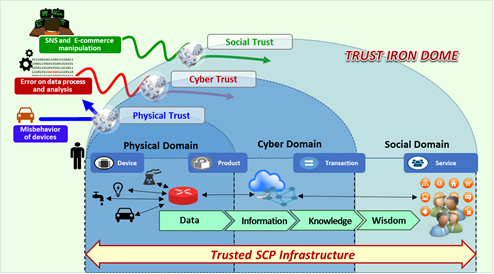 SNS and E-commerce
manipulation
Social Trust
TRUST IRON DOME
Error on data process
and analysis
Cyber Trust
Misbehavior
of devices
Physical Trust
Physical Domain
Cyber Domain
Social Domain
Device
Product
Transaction
Service
Data
Information
Knowledge
Wisdom
Trusted SCP Infrastructure